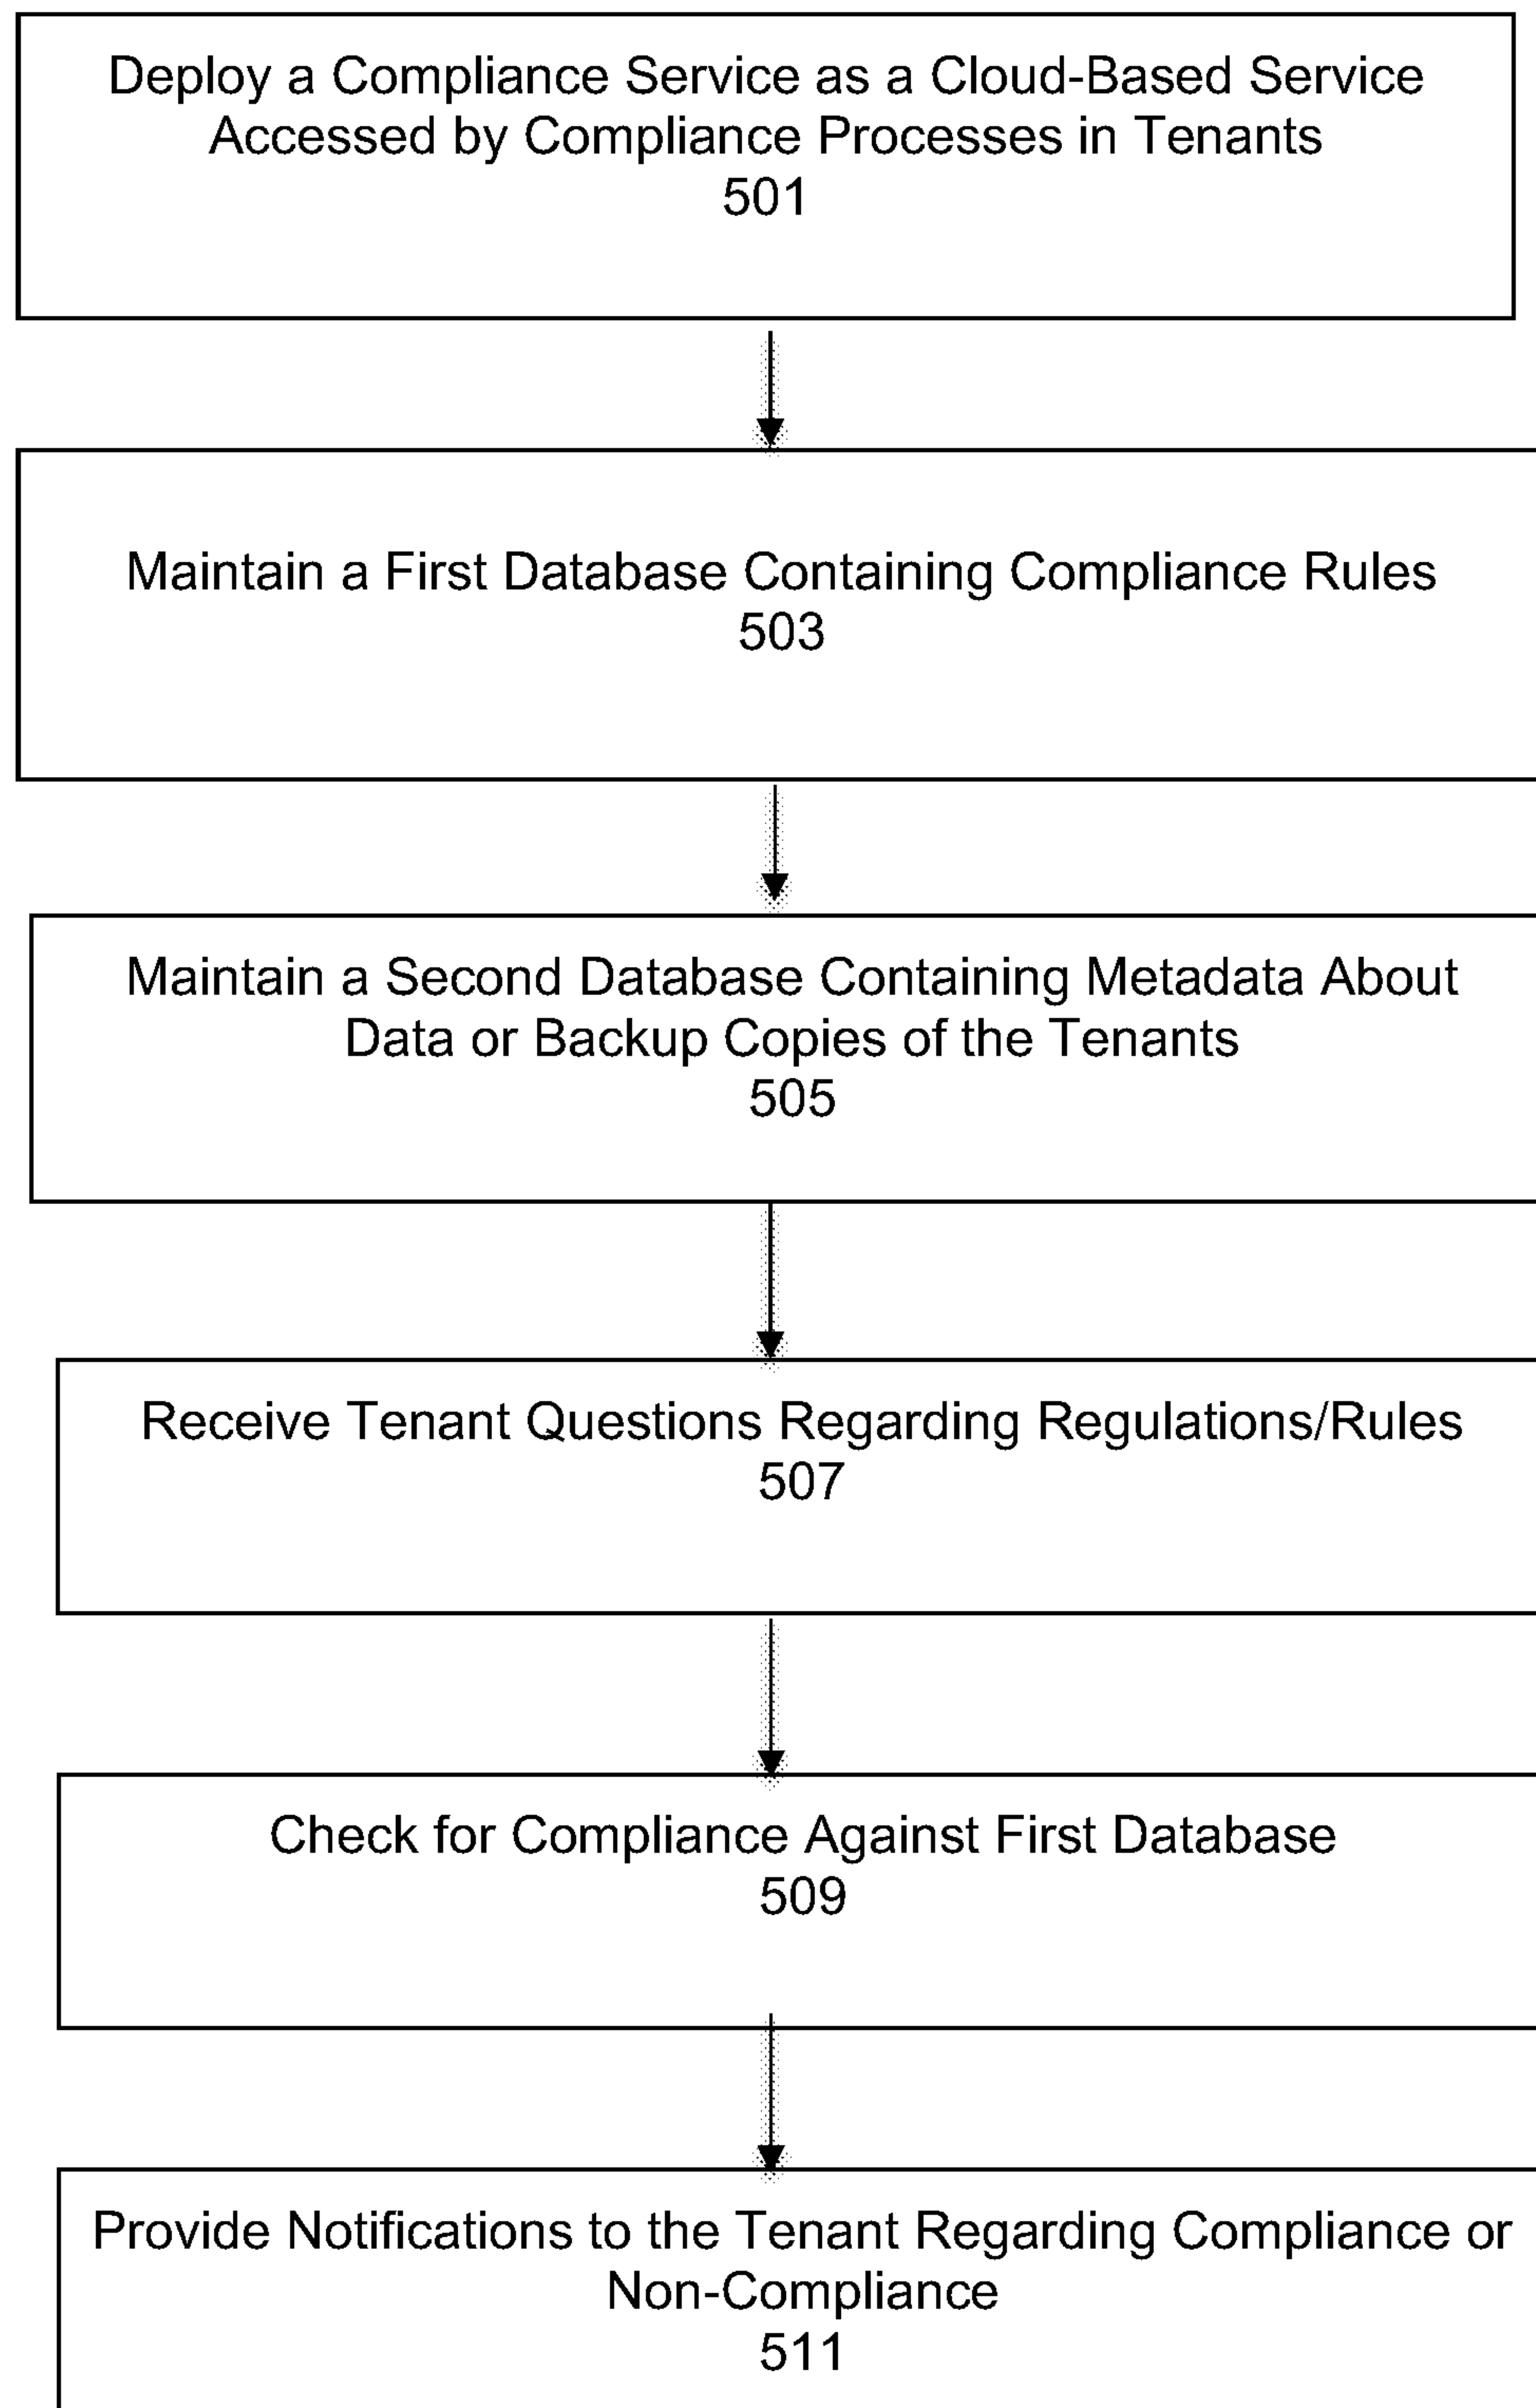 Deploy a Compliance Service as a Cloud-Based Service
Accessed by Compliance Processes in Tenants
501
Maintain a First Database Containing Compliance Rules
503
Maintain a Second Database Containing Metadata About
Data or Backup Copies of the Tenants
505
Receive Tenant Questions Regarding Regulations/Rules
507
Check for Compliance Against First Database
509
Provide Notifications to the Tenant Regarding Compliance or
Non-Compliance
511